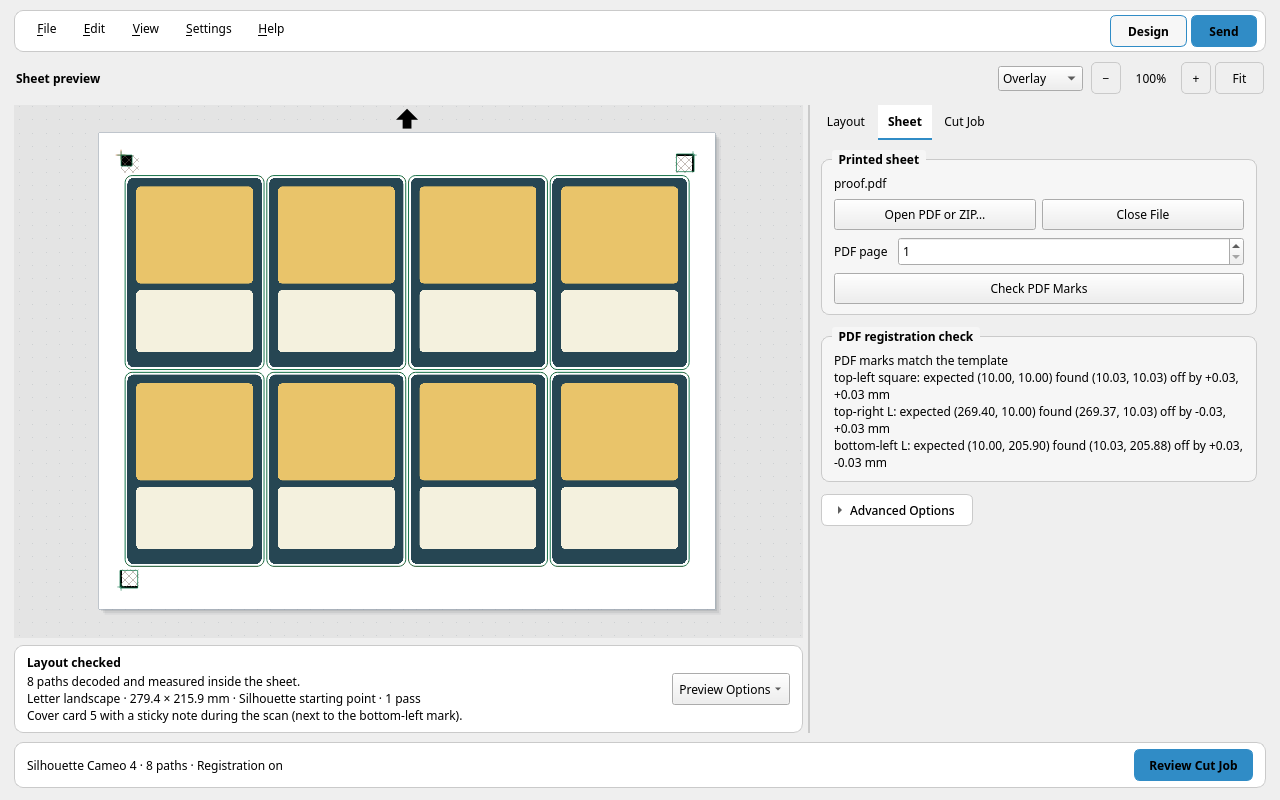 File Edit View Settings Help Design Send
Sheet preview Overlay − 100% + Fit
Layout Sheet Cut Job
Printed sheet
proof.pdf
Open PDF or ZIP... Close File
PDF page 1
Check PDF Marks
PDF registration check
PDF marks match the template
top-left square: expected (10.00, 10.00) found (10.03, 10.03) off by +0.03,
+0.03 mm
top-right L: expected (269.40, 10.00) found (269.37, 10.03) off by -0.03,
+0.03 mm
bottom-left L: expected (10.00, 205.90) found (10.03, 205.88) off by +0.03,
-0.03 mm
Advanced Options
Layout checked
8 paths decoded and measured inside the sheet.
Letter landscape · 279.4 × 215.9 mm · Silhouette starting point · 1 pass
Cover card 5 with a sticky note during the scan (next to the bottom-left mark).
Preview Options
Silhouette Cameo 4 · 8 paths · Registration on
Review Cut Job